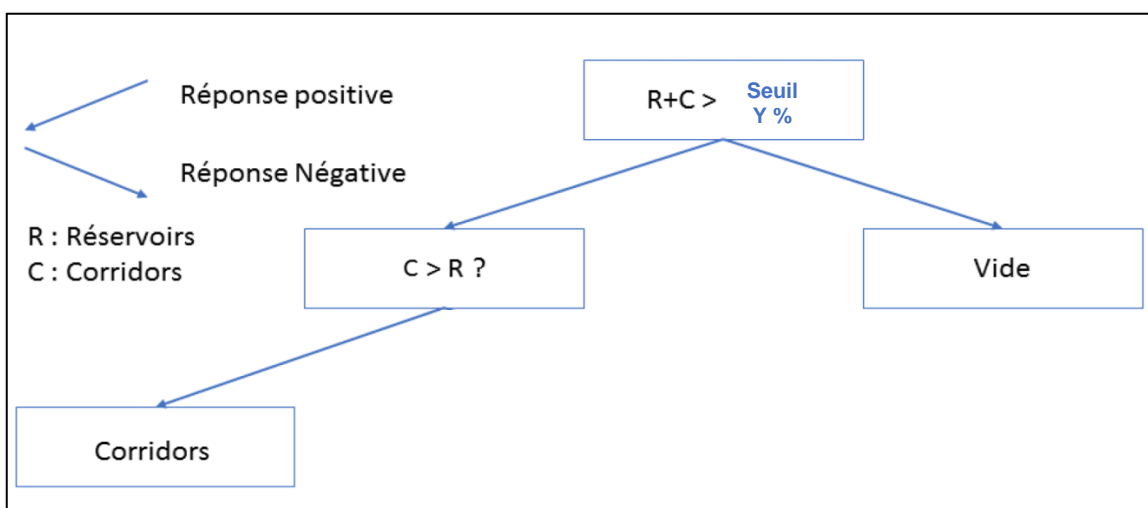 Réponse positive
Réponse Négative
R : Réservoirs
C : Corridors
R+C > Seuil
Y %
C > R ?
Vide
Corridors